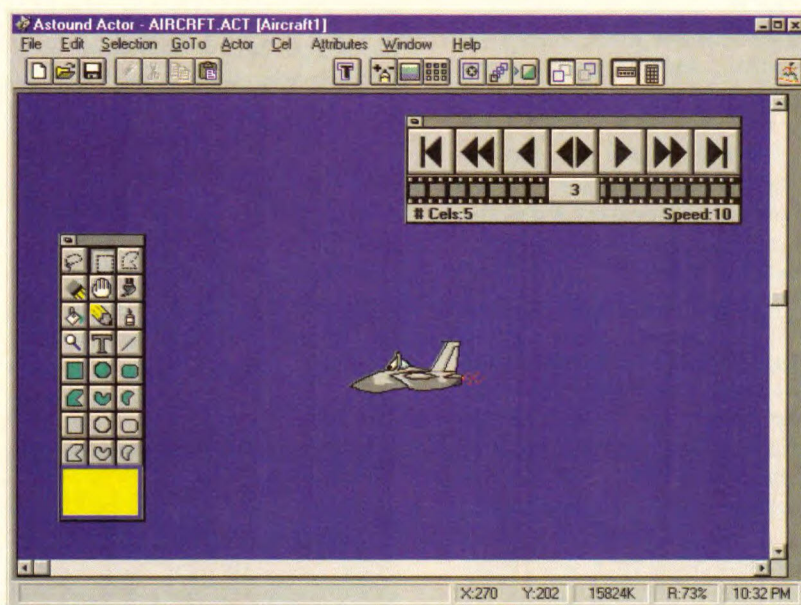 Astound Actor - AIRCRFT.ACT [Aircraft1]
File Edit Selection GoTo Actor Cel Attributes Window Help
3
# Cels:5 Speed:10
X:270 Y:202 15824K R:73% 10:32 PM